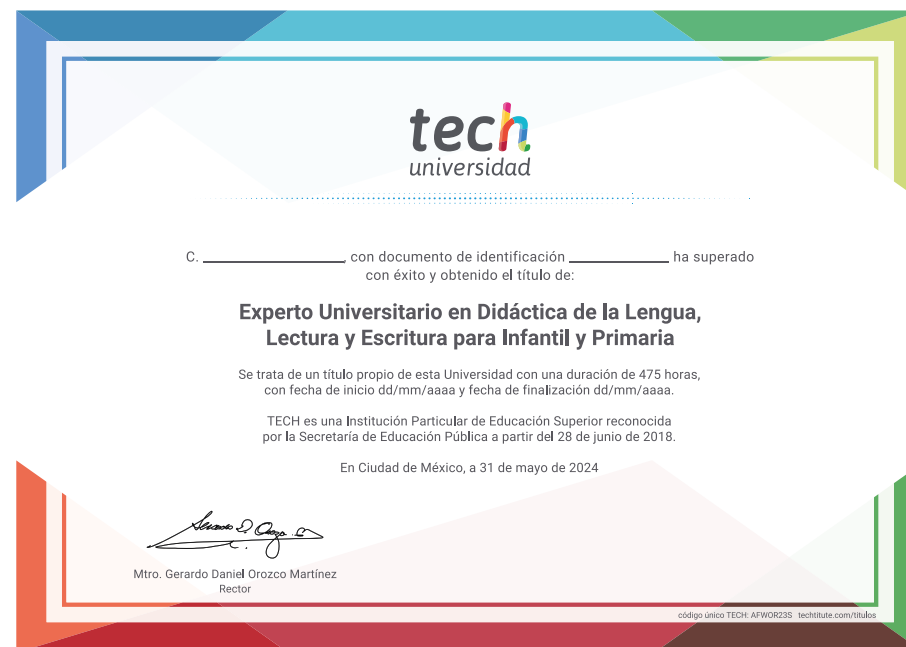 tech
universidad
C. ____________, con documento de identificación ____________ ha superado
con éxito y obtenido el título de:
Experto Universitario en Didáctica de la Lengua,
Lectura y Escritura para Infantil y Primaria
Se trata de un título propio de esta Universidad con una duración de 475 horas,
con fecha de inicio dd/mm/aaaa y fecha de finalización dd/mm/aaaa.
TECH es una Institución Particular de Educación Superior reconocida
por la Secretaría de Educación Pública a partir del 28 de junio de 2018.
En Ciudad de México, a 31 de mayo de 2024
Mtro. Gerardo Daniel Orozco Martínez
Rector
código único TECH: AFWOR23S techtitute.com/titulos